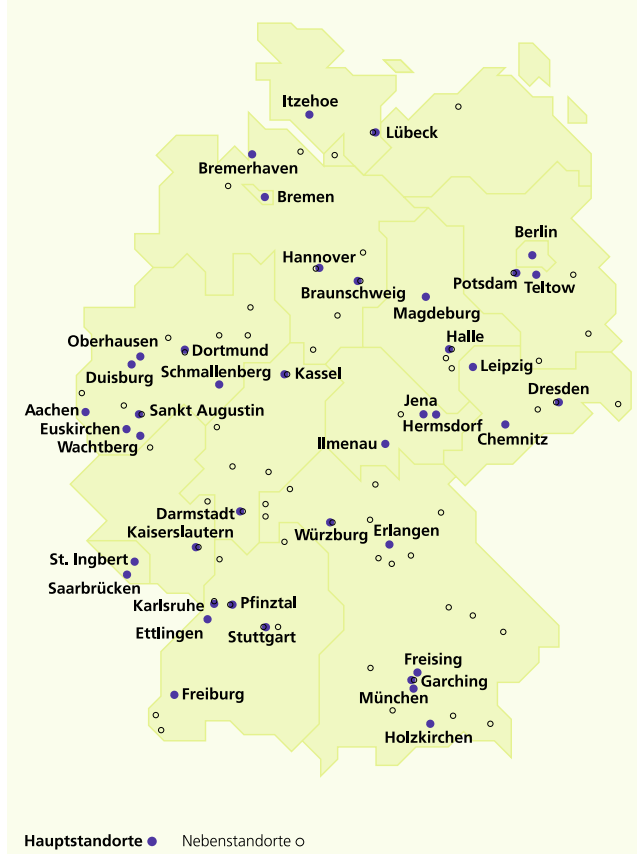 Itzehoe
Lübeck
Bremerhaven
Bremen
Berlin
Hannover
Potsdam
Teltow
Braunschweig
Magdeburg
Oberhausen
Dortmund
Halle
Duisburg
Schmallenberg
Kassel
Leipzig
Dresden
Aachen
Sankt Augustin
Jena
Euskirchen
Hermsdorf
Chemnitz
Wachtberg
Ilmenau
Darmstadt
Kaiserslautern
Würzburg
Erlangen
St. Ingbert
Saarbrücken
Karlsruhe
Pfinztal
Ettlingen
Stuttgart
Freising
Garching
Freiburg
München
Holzkirchen
Hauptstandorte Nebenstandorte